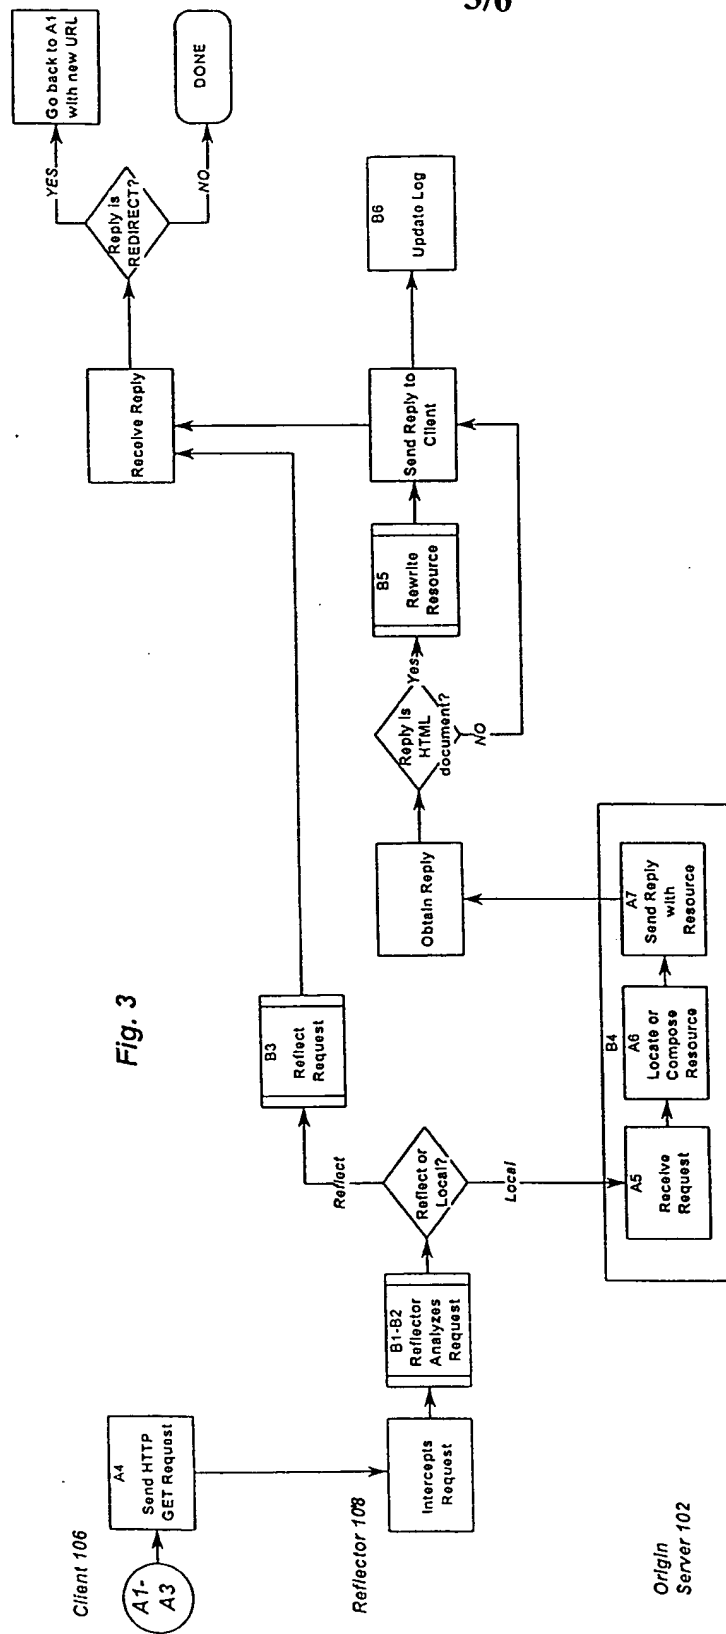 3/6
Fig. 3
Client 106
A1-
A3
A4
Send HTTP
GET Request
Receive Reply
Reply is
REDIRECT?
YES
Go back to A1
with new URL
NO
DONE
Reflector 108
Intercepts
Request
B1-B2
Reflector
Analyzes
Request
Reflect or
Local?
Reflect
B3
Reflect
Request
Local
Obtain Reply
Reply is
HTML
document?
Yes
B5
Rewrite
Resource
NO
Send Reply to
Client
B6
Update Log
Origin
Server 102
B4
A5
Receive
Request
A6
Locate or
Compose
Resource
A7
Send Reply
with
Resource